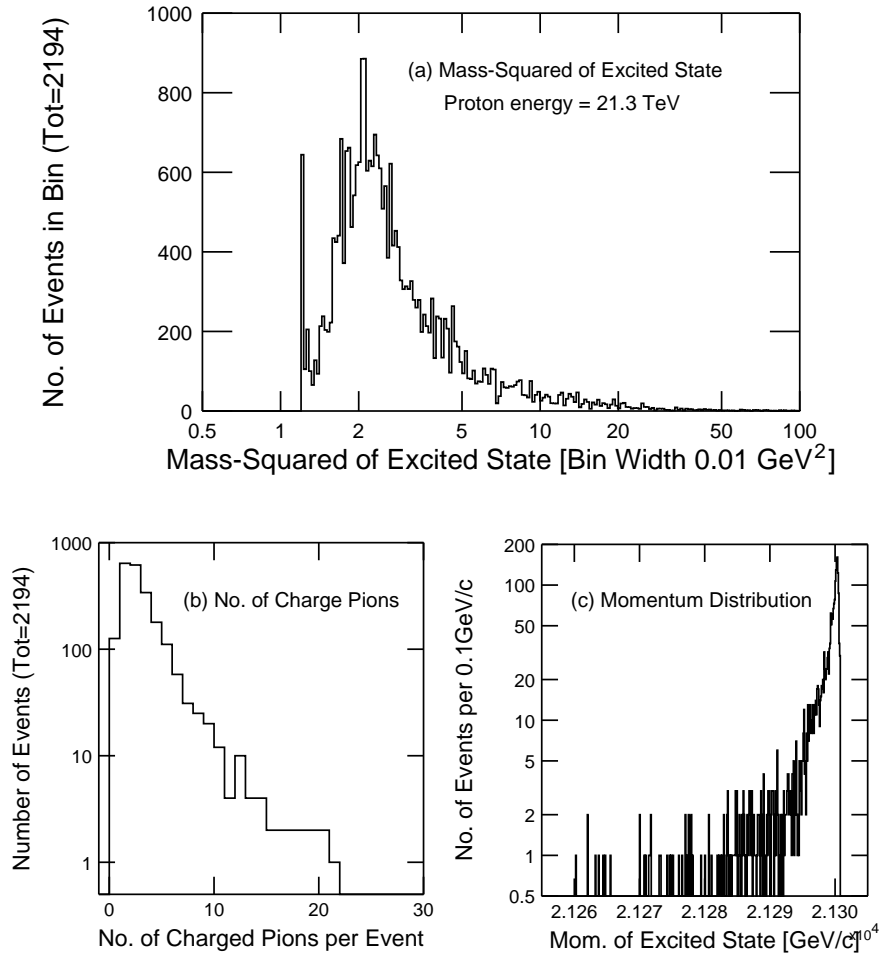 (a) Mass-Squared of Excited State
Proton energy = 21.3 TeV
No. of Events in Bin (Tot=2194)
1000
800
600
400
200
0
0.5 1 2 5 10 20 50 100
Mass-Squared of Excited State [Bin Width 0.01 GeV²]
(b) No. of Charge Pions
Number of Events (Tot=2194)
1000
100
10
1
0 10 20 30
No. of Charged Pions per Event
(c) Momentum Distribution
No. of Events per 0.1GeV/c
200
100
50
20
10
5
2
1
0.5
2.126 2.127 2.128 2.129 2.130
×10⁴
Mom. of Excited State [GeV/c]